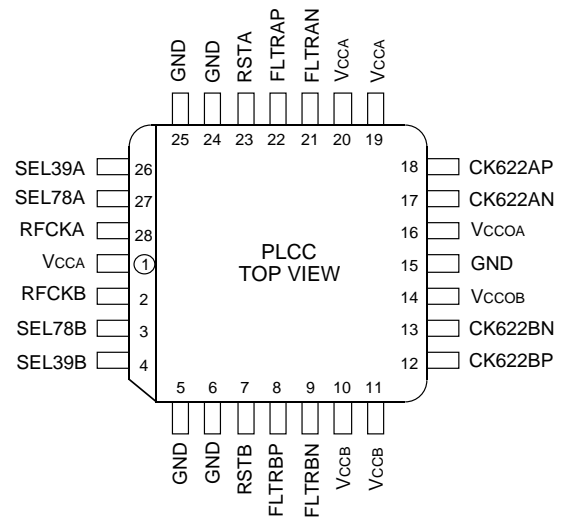 GND
GND
RSTA
FLTRAP
FLTRAN
VCCA
VCCA
25
24
23
22
21
20
19
SEL39A
26
18
CK622AP
SEL78A
27
17
CK622AN
RFCKA
28
16
VCCOA
VCCA
1
PLCC
TOP VIEW
15
GND
RFCKB
2
14
VCCOB
SEL78B
3
13
CK622BN
SEL39B
4
12
CK622BP
5
6
7
8
9
10
11
GND
GND
RSTB
FLTRBP
FLTRBN
VCCB
VCCB